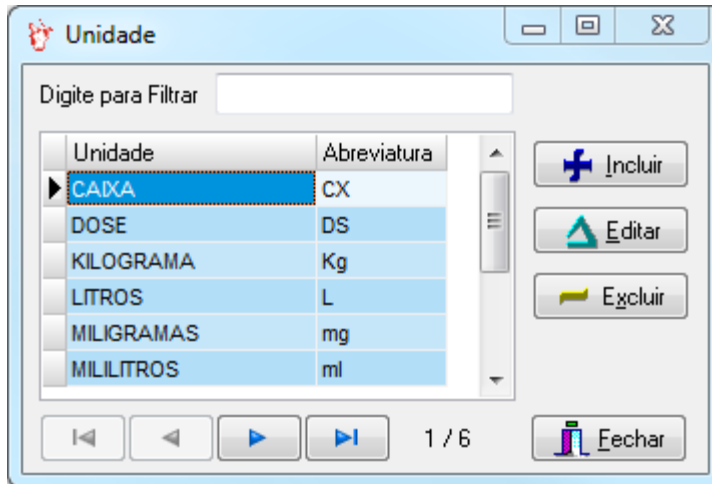 Unidade
Digite para Filtrar
Unidade Abreviatura
CAIXA CX
DOSE DS
KILOGRAMA Kg
LITROS L
MILIGRAMAS mg
MILILITROS ml
Incluir
Editar
Excluir
1 / 6
Fechar